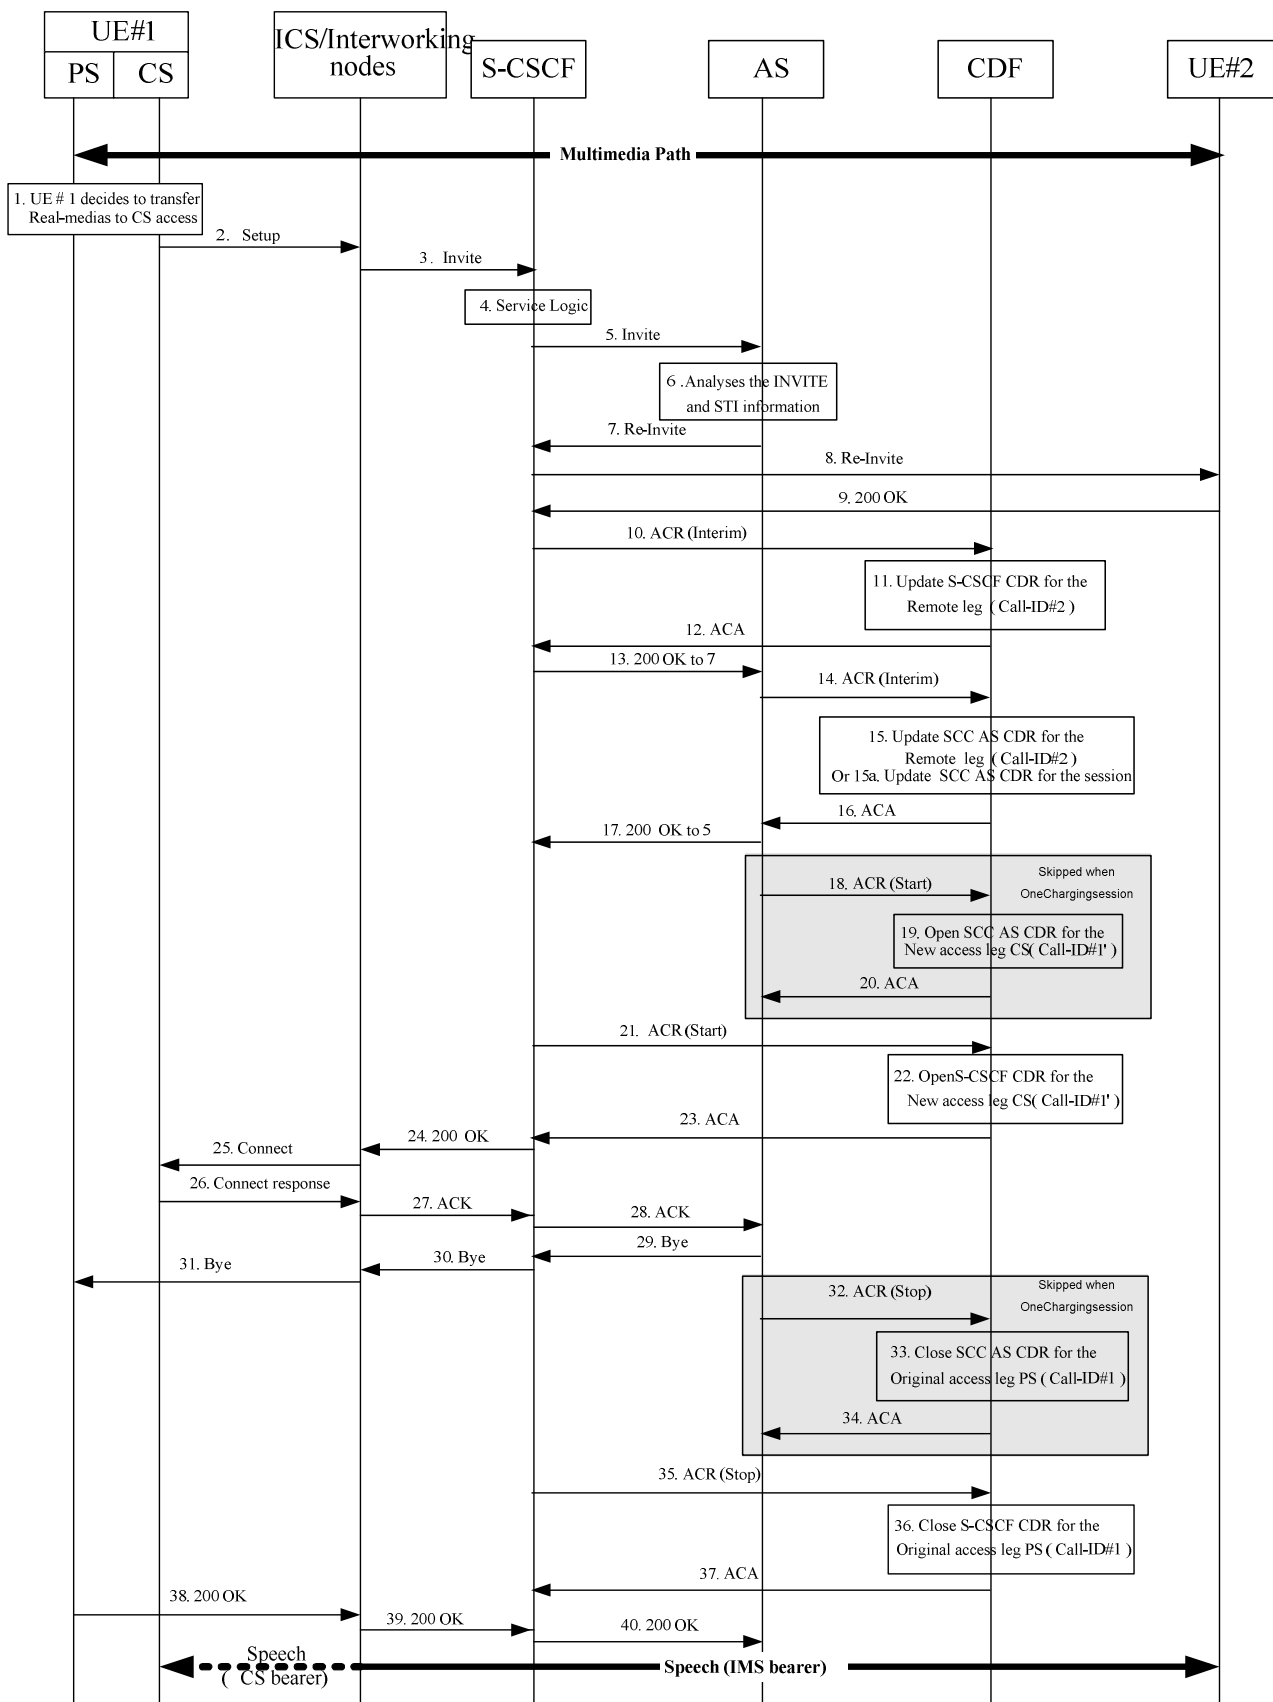 UE#1
PS
CS
ICS/Interworking
nodes
S-CSCF
AS
CDF
UE#2
Multimedia Path
1. UE # 1 decides to transfer
Real-medias to CS access
2. Setup
3. Invite
4. Service Logic
5. Invite
6 .Analyses the INVITE
and STI information
7. Re-Invite
8. Re-Invite
9. 200 OK
10. ACR (Interim)
11. Update S-CSCF CDR for the
Remote leg ( Call-ID#2 )
12. ACA
13. 200 OK to 7
14. ACR (Interim)
15. Update SCC AS CDR for the
Remote leg ( Call-ID#2 )
Or 15a. Update SCC AS CDR for the session
16. ACA
17. 200 OK to 5
Skipped when
OneChargingsession
18. ACR (Start)
19. Open SCC AS CDR for the
New access leg CS( Call-ID#1' )
20. ACA
21. ACR (Start)
22. OpenS-CSCF CDR for the
New access leg CS( Call-ID#1' )
23. ACA
24. 200 OK
25. Connect
26. Connect response
27. ACK
28. ACK
29. Bye
30. Bye
31. Bye
Skipped when
OneChargingsession
32. ACR (Stop)
33. Close SCC AS CDR for the
Original access leg PS ( Call-ID#1 )
34. ACA
35. ACR (Stop)
36. Close S-CSCF CDR for the
Original access leg PS ( Call-ID#1 )
37. ACA
38. 200 OK
39. 200 OK
40. 200 OK
Speech
( CS bearer)
Speech (IMS bearer)